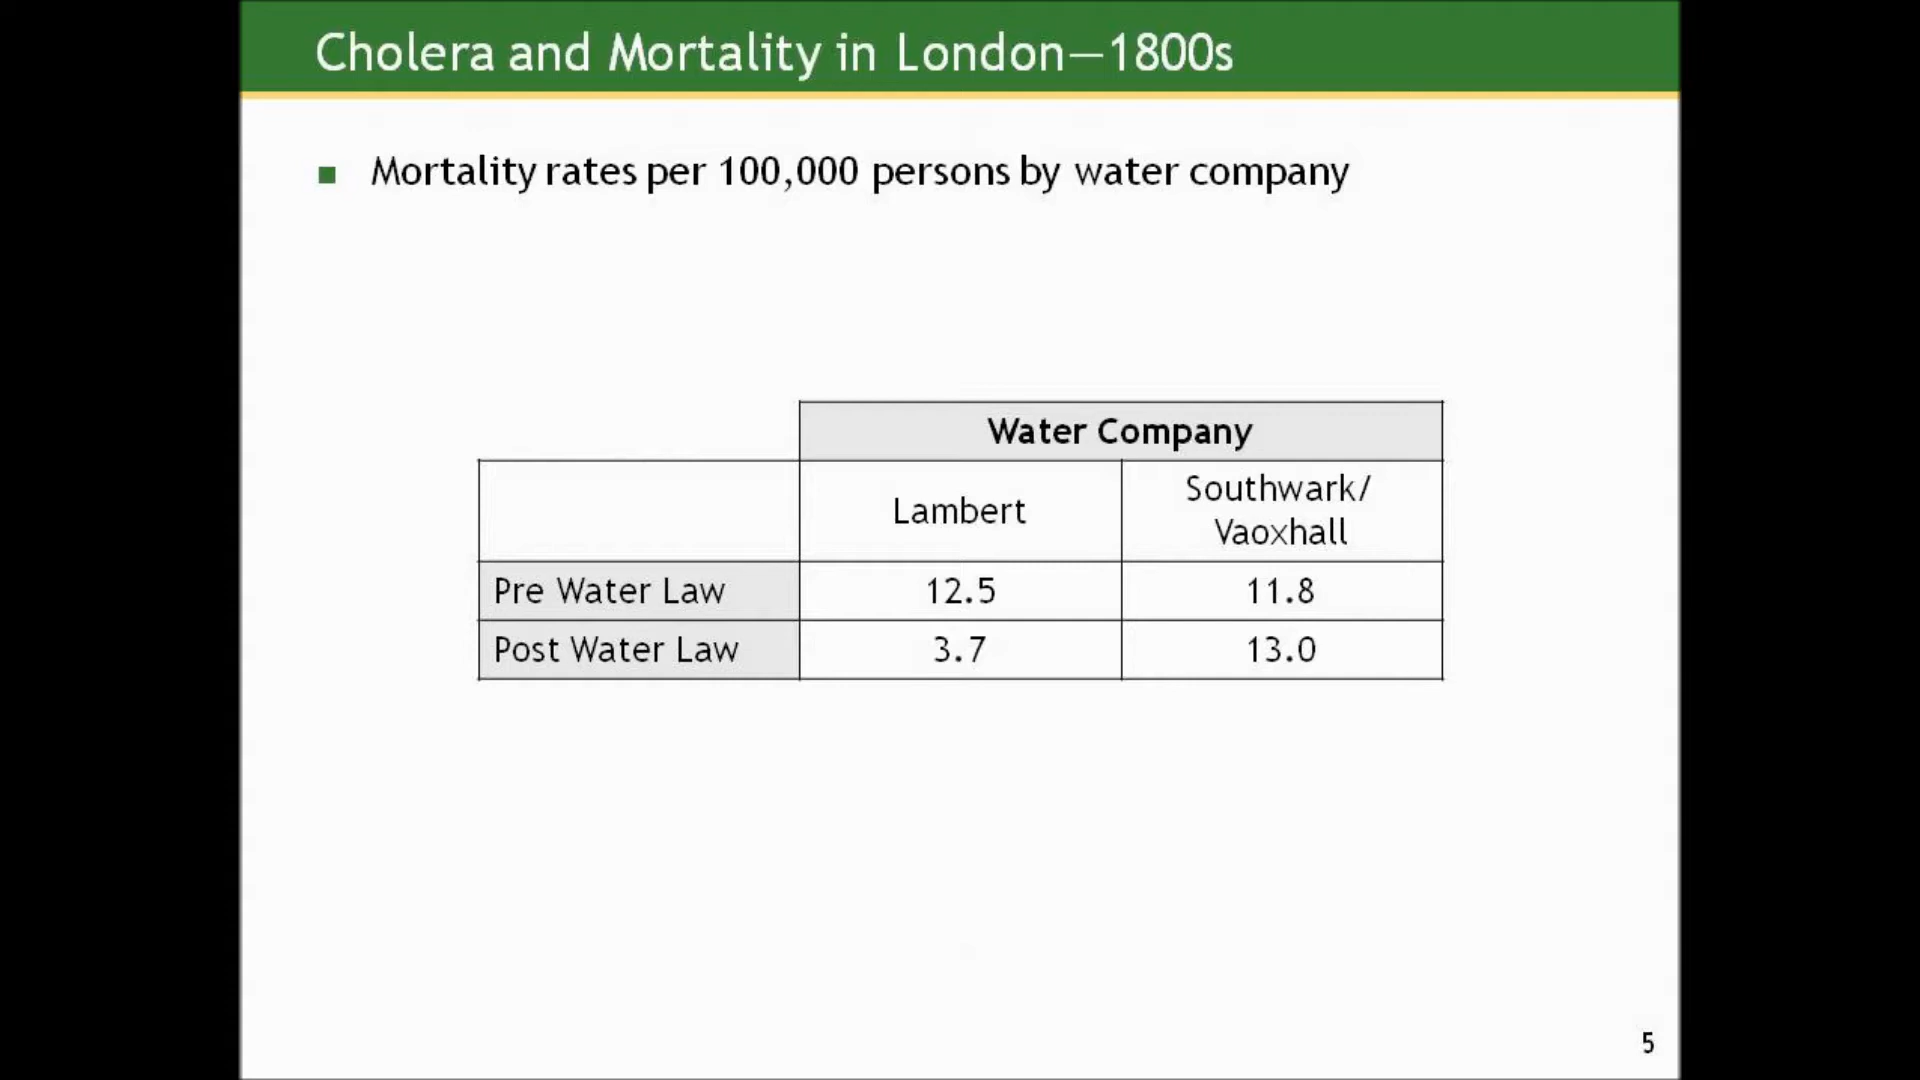 Cholera and Mortality in London—1800s
Mortality rates per 100,000 persons by water company
Water Company
Lambert
Southwark/
Vaoxhall
Pre Water Law 12.5 11.8
Post Water Law 3.7 13.0
5